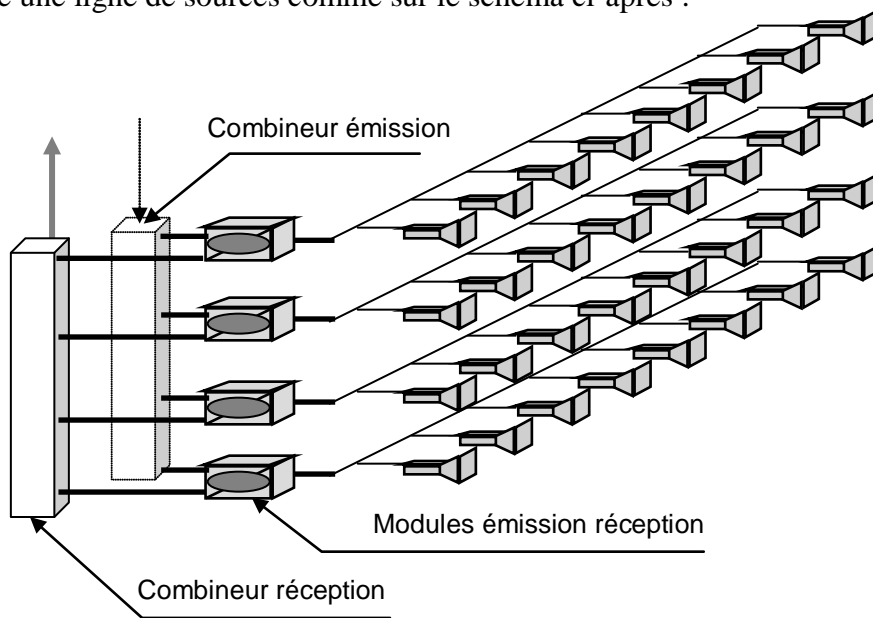 e une ligne de sources comme sur le schéma ci après :
Combineur émission
Modules émission réception
Combineur réception